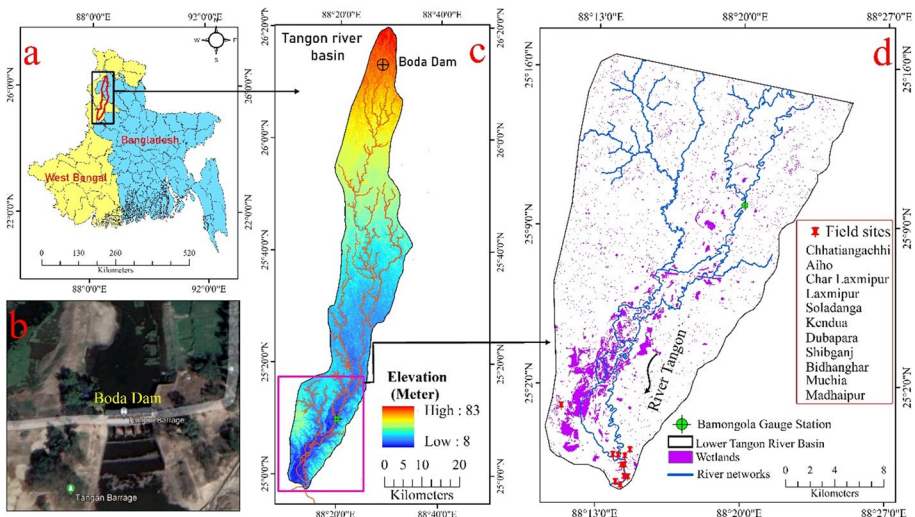 a
88°0'0"E
92°0'0"E
N
W
E
S
26°0'0"N
22°0'0"N
26°0'0"N
22°0'0"N
Bangladesh
West Bengal
0 130 260 520
Kilometers
88°0'0"E
92°0'0"E
b
Boda Dam
Tangan Barrage
Tangan Barrage
c
88°20'0"E
88°40'0"E
26°20'0"N
26°0'0"N
25°40'0"N
25°20'0"N
25°0'0"N
26°20'0"N
26°0'0"N
25°40'0"N
25°20'0"N
25°0'0"N
Tangon river
basin
Boda Dam
Elevation
(Meter)
High : 83
Low : 8
0 5 10 20
Kilometers
88°20'0"E
88°40'0"E
d
88°13'0"E
88°20'0"E
88°27'0"E
25°16'0"N
25°9'0"N
25°2'0"N
25°16'0"N
25°9'0"N
25°2'0"N
River Tangon
Field sites
Chhatiangachhi
Aiho
Char Laxmipur
Laxmipur
Soladanga
Kendua
Dubapara
Shibganj
Bidhanghar
Muchia
Madhaipur
Bamongola Gauge Station
Lower Tangon River Basin
Wetlands
River networks
0 2 4 8
Kilometers
88°13'0"E
88°20'0"E
88°27'0"E